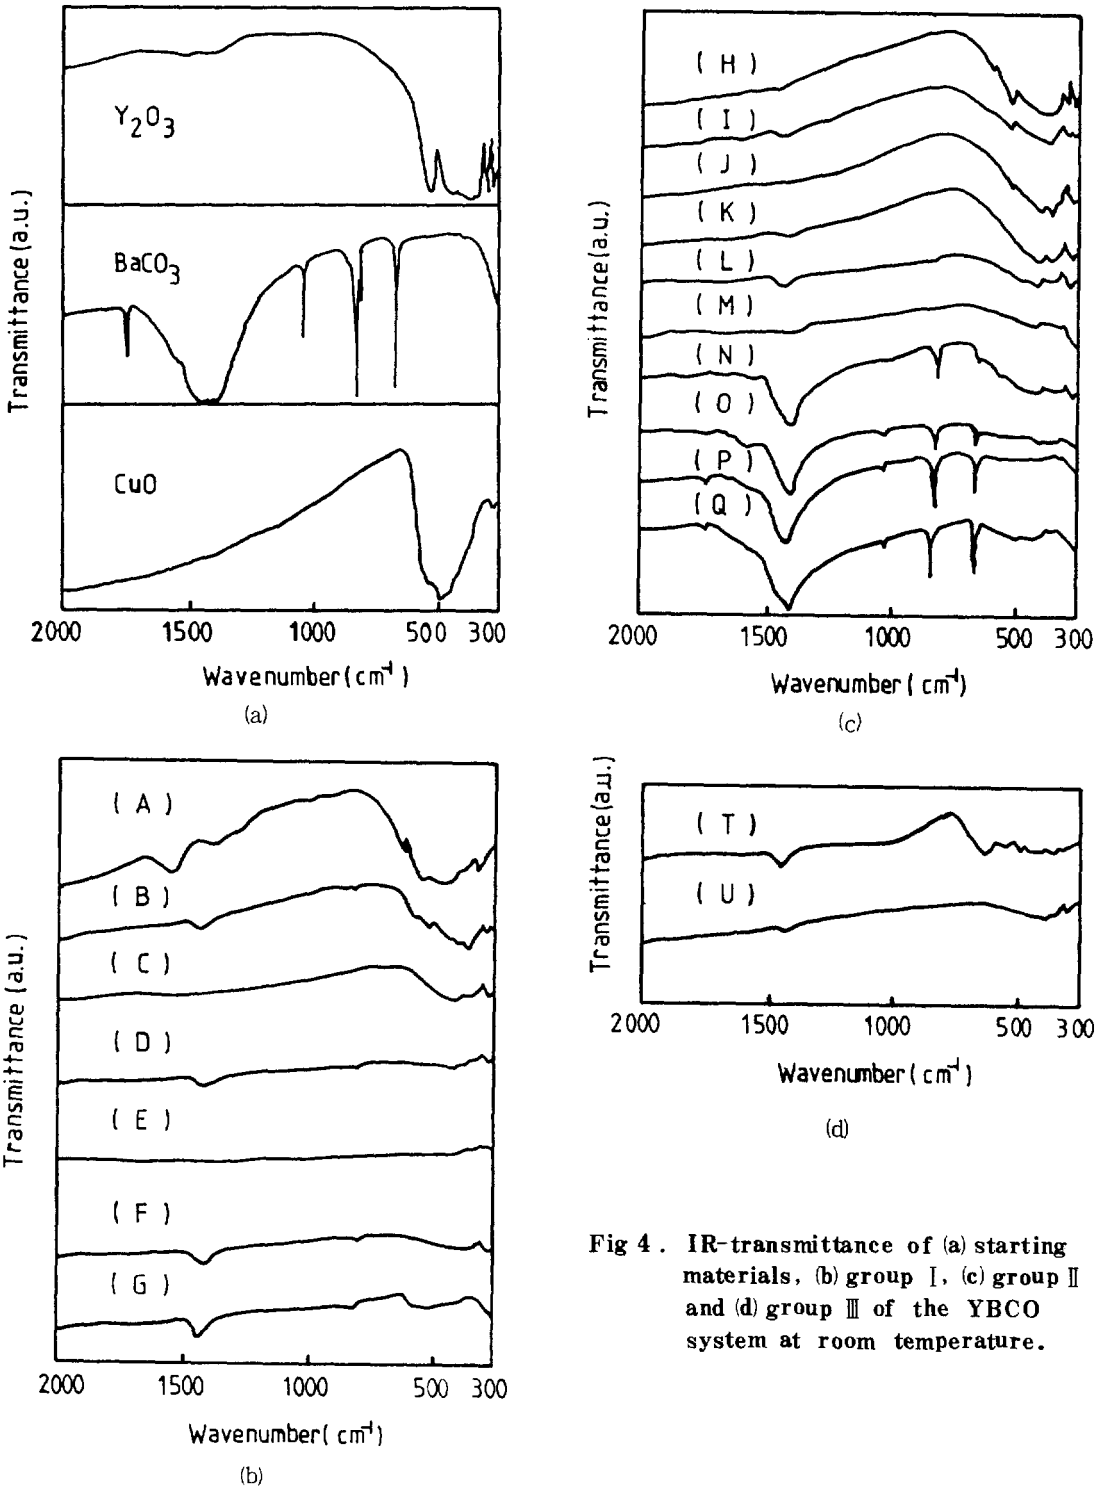 Transmittance (a.u.)
Y2O3
BaCO3
CuO
2000 1500 1000 500 300
Wavenumber (cm-1)
(a)
Transmittance (a.u.)
( H )
( I )
( J )
( K )
( L )
( M )
( N )
( O )
( P )
( Q )
2000 1500 1000 500 300
Wavenumber ( cm-1)
(c)
Transmittance (a.u.)
( A )
( B )
( C )
( D )
( E )
( F )
( G )
2000 1500 1000 500 300
Wavenumber( cm-1)
(b)
Transmittance (a.u.)
( T )
( U )
2000 1500 1000 500 300
Wavenumber ( cm-1)
(d)
Fig 4 . IR-transmittance of (a) starting
materials, (b) group Ⅰ, (c) group Ⅱ
and (d) group Ⅲ of the YBCO
system at room temperature.